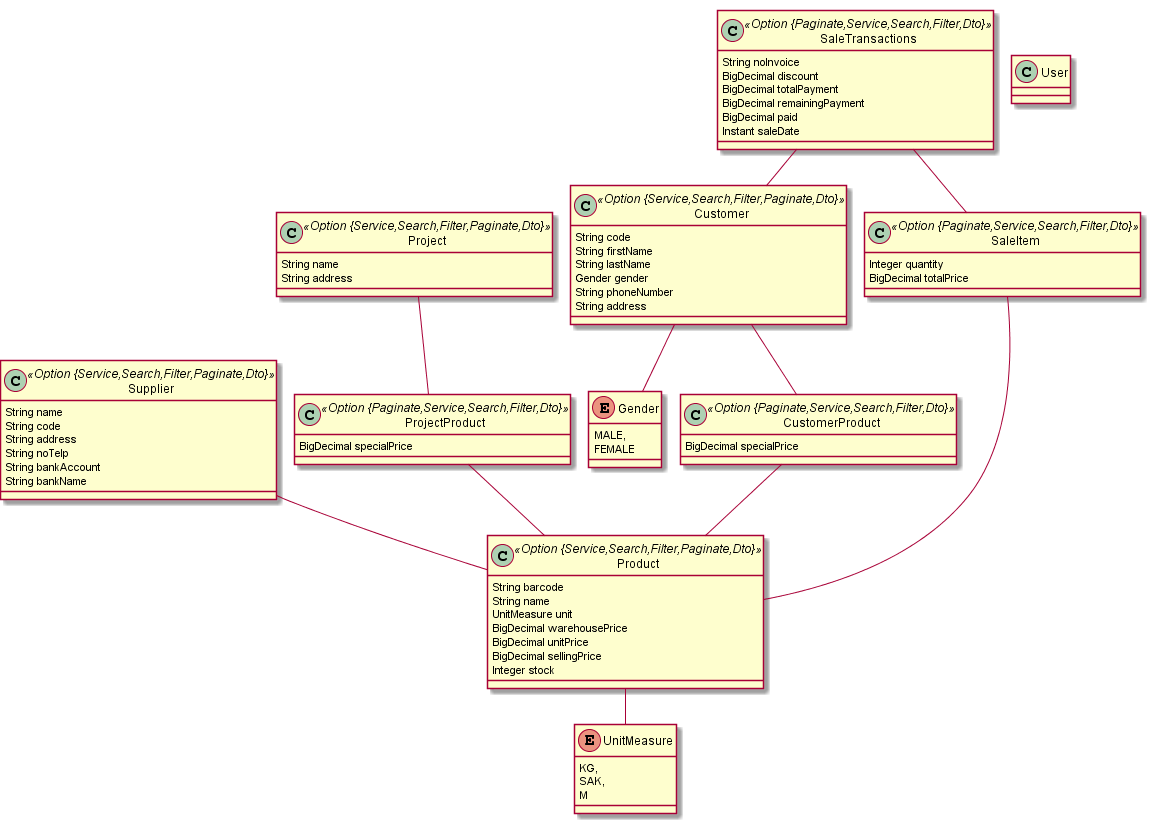 C «Option {Paginate,Service,Search,Filter,Dto}»
SaleTransactions
String noInvoice
BigDecimal discount
BigDecimal totalPayment
BigDecimal remainingPayment
BigDecimal paid
Instant saleDate
C User
C «Option {Service,Search,Filter,Paginate,Dto}»
Project
String name
String address
C «Option {Service,Search,Filter,Paginate,Dto}»
Customer
String code
String firstName
String lastName
Gender gender
String phoneNumber
String address
C «Option {Paginate,Service,Search,Filter,Dto}»
SaleItem
Integer quantity
BigDecimal totalPrice
C «Option {Service,Search,Filter,Paginate,Dto}»
Supplier
String name
String code
String address
String noTelp
String bankAccount
String bankName
C «Option {Paginate,Service,Search,Filter,Dto}»
ProjectProduct
BigDecimal specialPrice
E Gender
MALE,
FEMALE
C «Option {Paginate,Service,Search,Filter,Dto}»
CustomerProduct
BigDecimal specialPrice
C «Option {Service,Search,Filter,Paginate,Dto}»
Product
String barcode
String name
UnitMeasure unit
BigDecimal warehousePrice
BigDecimal unitPrice
BigDecimal sellingPrice
Integer stock
E UnitMeasure
KG,
SAK,
M